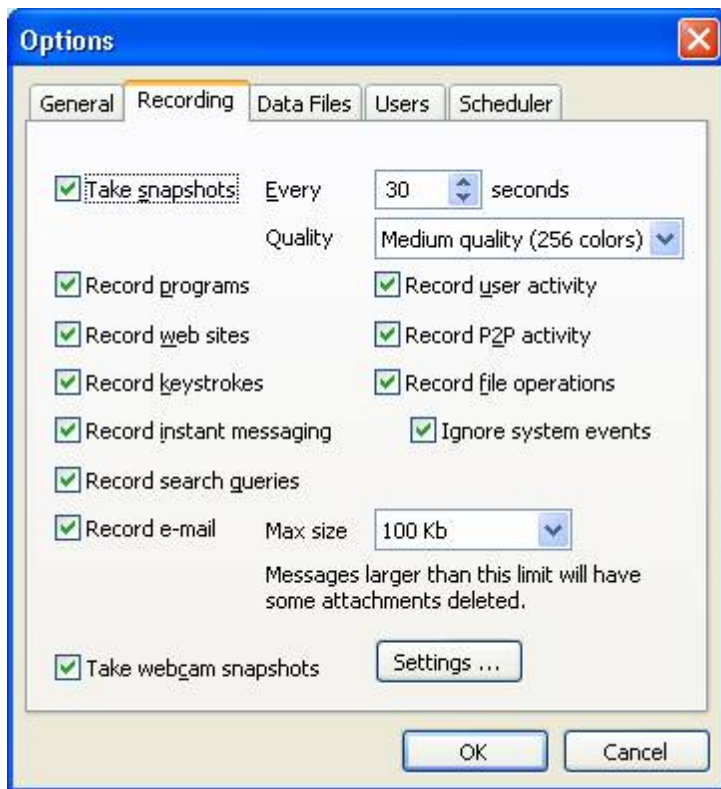 Options
General Recording Data Files Users Scheduler
Take snapshots Every 30 seconds
Quality Medium quality (256 colors)
Record programs Record user activity
Record web sites Record P2P activity
Record keystrokes Record file operations
Record instant messaging Ignore system events
Record search queries
Record e-mail Max size 100 Kb
Messages larger than this limit will have
some attachments deleted.
Take webcam snapshots Settings ...
OK Cancel